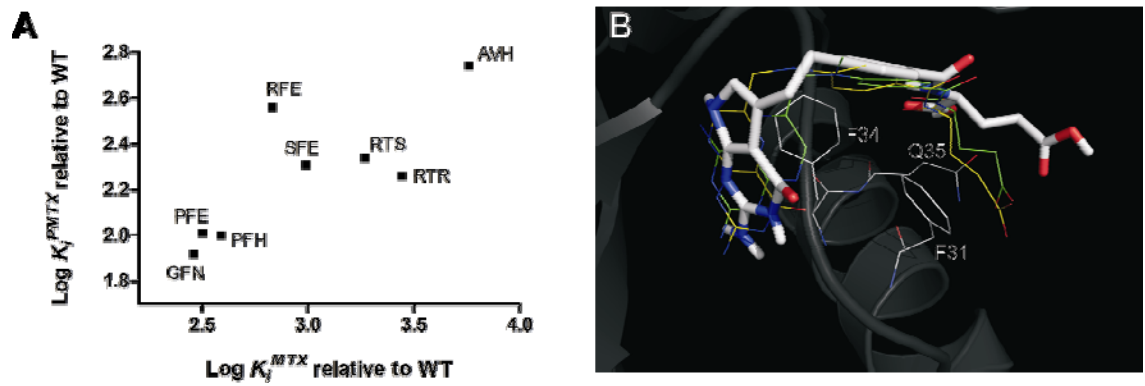 A
Log Ki^PMTX relative to WT
2.8
2.6
2.4
2.2
2.0
1.8
AVH
RFE
SFE
RTS
RTR
PFE
PFH
GFN
2.5
3.0
3.5
4.0
Log Ki^MTX relative to WT
B
F34
Q35
F31